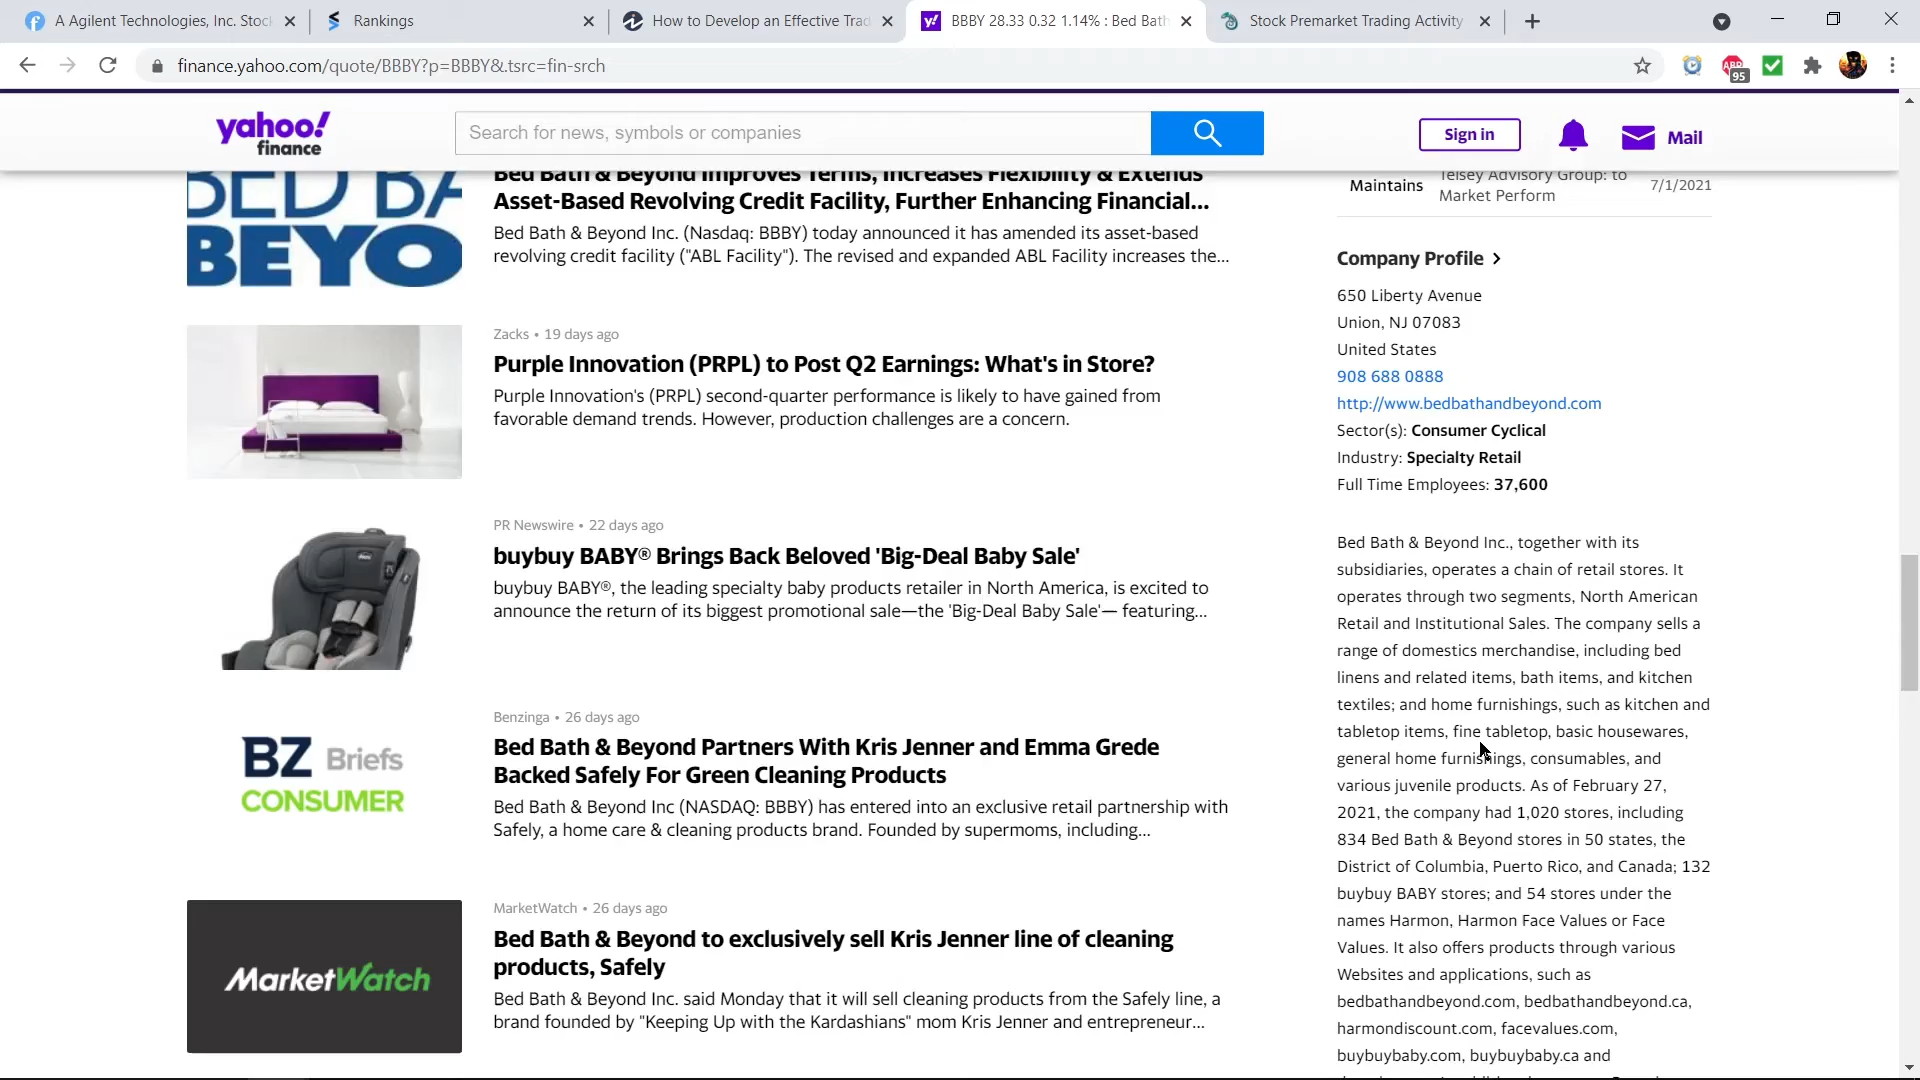 A Agilent Technologies, Inc. Stoc
Rankings
How to Develop an Effective Trad
BBBY 28.33 0.32 1.14% : Bed Bath
Stock Premarket Trading Activity
finance.yahoo.com/quote/BBBY?p=BBBY&.tsrc=fin-srch
ABP
95
yahoo!
finance
Search for news, symbols or companies
Sign in
Mail
BED BA
BEYO
Bed Bath & Beyond Improves Terms, Increases Flexibility & Extends
Asset-Based Revolving Credit Facility, Further Enhancing Financial...
Bed Bath & Beyond Inc. (Nasdaq: BBBY) today announced it has amended its asset-based
revolving credit facility ("ABL Facility"). The revised and expanded ABL Facility increases the...
Zacks • 19 days ago
Purple Innovation (PRPL) to Post Q2 Earnings: What's in Store?
Purple Innovation's (PRPL) second-quarter performance is likely to have gained from
favorable demand trends. However, production challenges are a concern.
PR Newswire • 22 days ago
buybuy BABY® Brings Back Beloved 'Big-Deal Baby Sale'
buybuy BABY®, the leading specialty baby products retailer in North America, is excited to
announce the return of its biggest promotional sale—the 'Big-Deal Baby Sale'— featuring...
BZ Briefs
CONSUMER
Benzinga • 26 days ago
Bed Bath & Beyond Partners With Kris Jenner and Emma Grede
Backed Safely For Green Cleaning Products
Bed Bath & Beyond Inc (NASDAQ: BBBY) has entered into an exclusive retail partnership with
Safely, a home care & cleaning products brand. Founded by supermoms, including...
MarketWatch
MarketWatch • 26 days ago
Bed Bath & Beyond to exclusively sell Kris Jenner line of cleaning
products, Safely
Bed Bath & Beyond Inc. said Monday that it will sell cleaning products from the Safely line, a
brand founded by "Keeping Up with the Kardashians" mom Kris Jenner and entrepreneur...
Maintains
Telsey Advisory Group: to
Market Perform
7/1/2021
Company Profile
650 Liberty Avenue
Union, NJ 07083
United States
908 688 0888
http://www.bedbathandbeyond.com
Sector(s): Consumer Cyclical
Industry: Specialty Retail
Full Time Employees: 37,600
Bed Bath & Beyond Inc., together with its
subsidiaries, operates a chain of retail stores. It
operates through two segments, North American
Retail and Institutional Sales. The company sells a
range of domestics merchandise, including bed
linens and related items, bath items, and kitchen
textiles; and home furnishings, such as kitchen and
tabletop items, fine tabletop, basic housewares,
general home furnishings, consumables, and
various juvenile products. As of February 27,
2021, the company had 1,020 stores, including
834 Bed Bath & Beyond stores in 50 states, the
District of Columbia, Puerto Rico, and Canada; 132
buybuy BABY stores; and 54 stores under the
names Harmon, Harmon Face Values or Face
Values. It also offers products through various
Websites and applications, such as
bedbathandbeyond.com, bedbathandbeyond.ca,
harmondiscount.com, facevalues.com,
buybuybaby.com, buybuybaby.ca and